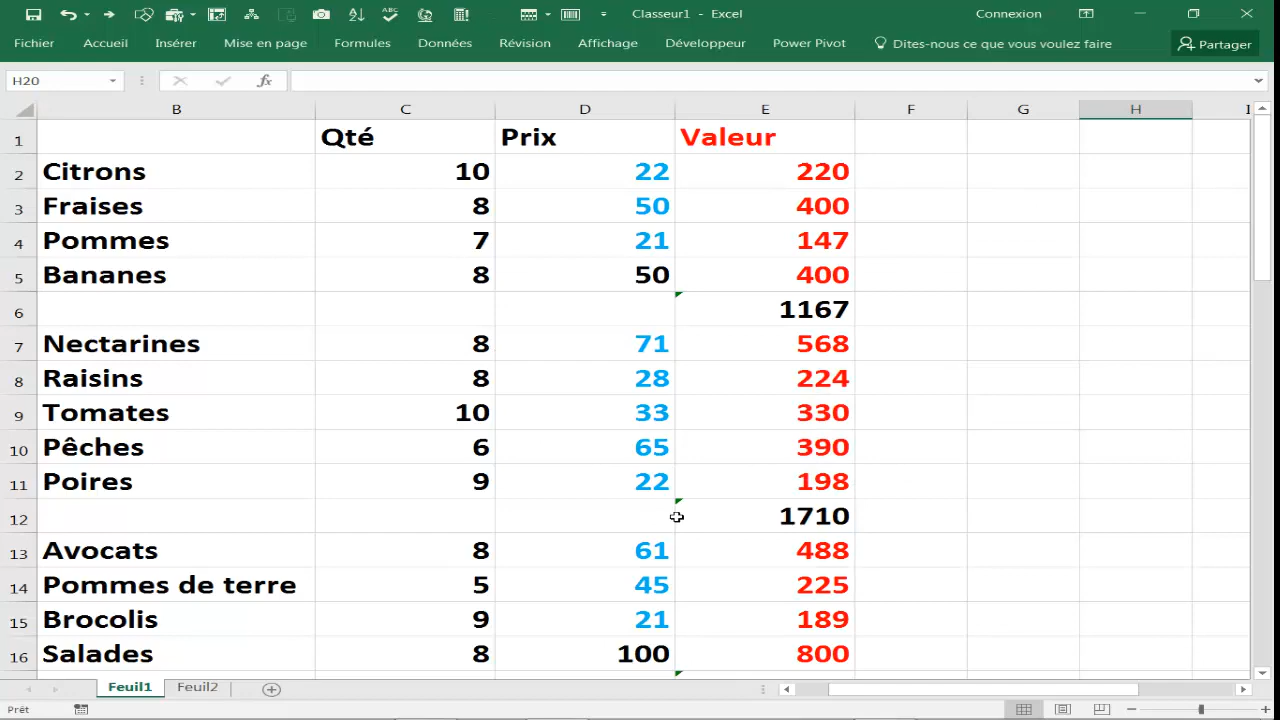 Classeur1 - Excel
Connexion
Fichier Accueil Insérer Mise en page Formules Données Révision Affichage Développeur Power Pivot Dites-nous ce que vous voulez faire Partager
H20 fx
B C D E F G H I
1 Qté Prix Valeur
2 Citrons 10 22 220
3 Fraises 8 50 400
4 Pommes 7 21 147
5 Bananes 8 50 400
6 1167
7 Nectarines 8 71 568
8 Raisins 8 28 224
9 Tomates 10 33 330
10 Pêches 6 65 390
11 Poires 9 22 198
12 1710
13 Avocats 8 61 488
14 Pommes de terre 5 45 225
15 Brocolis 9 21 189
16 Salades 8 100 800
Feuil1 Feuil2
Prêt